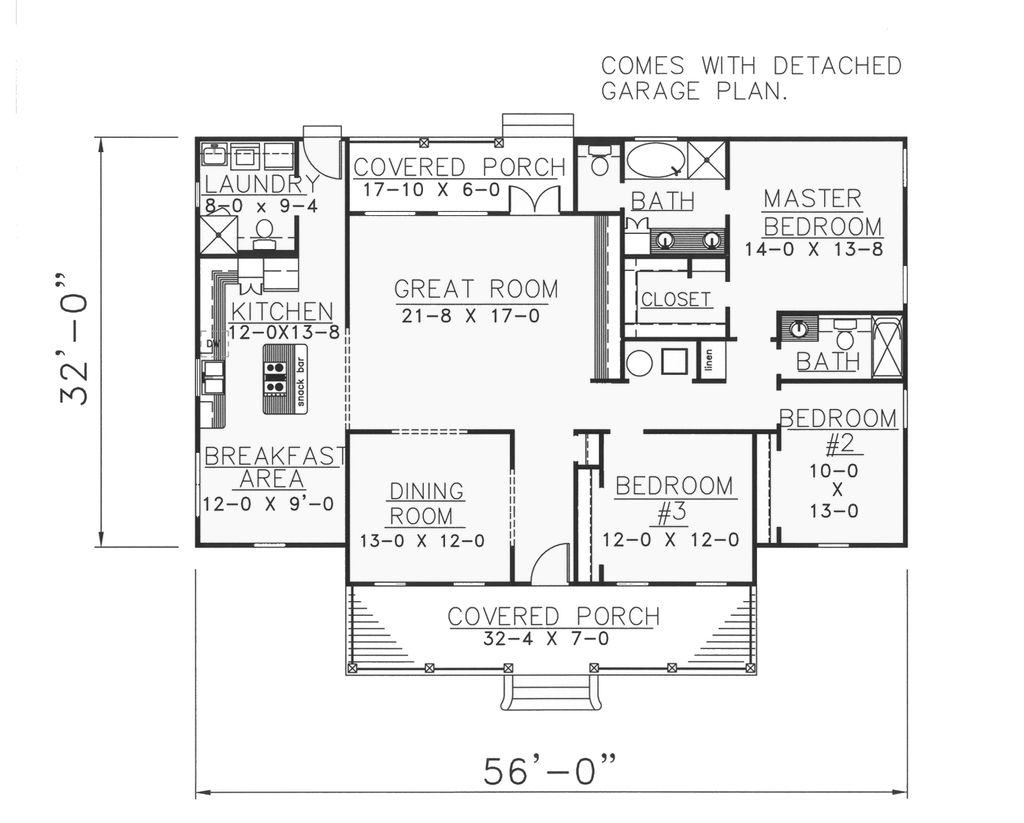 COMES WITH DETACHED
GARAGE PLAN.
COVERED PORCH
17-10 X 6-0
LAUNDRY
8-0 x 9-4
BATH
MASTER
BEDROOM
14-0 X 13-8
GREAT ROOM
21-8 X 17-0
CLOSET
KITCHEN
12-0X13-8
DW
snack bar
linen
BATH
32'-0"
BREAKFAST
AREA
12-0 X 9'-0
DINING
ROOM
13-0 X 12-0
BEDROOM
#3
12-0 X 12-0
BEDROOM
#2
10-0
X
13-0
COVERED PORCH
32-4 X 7-0
56'-0"